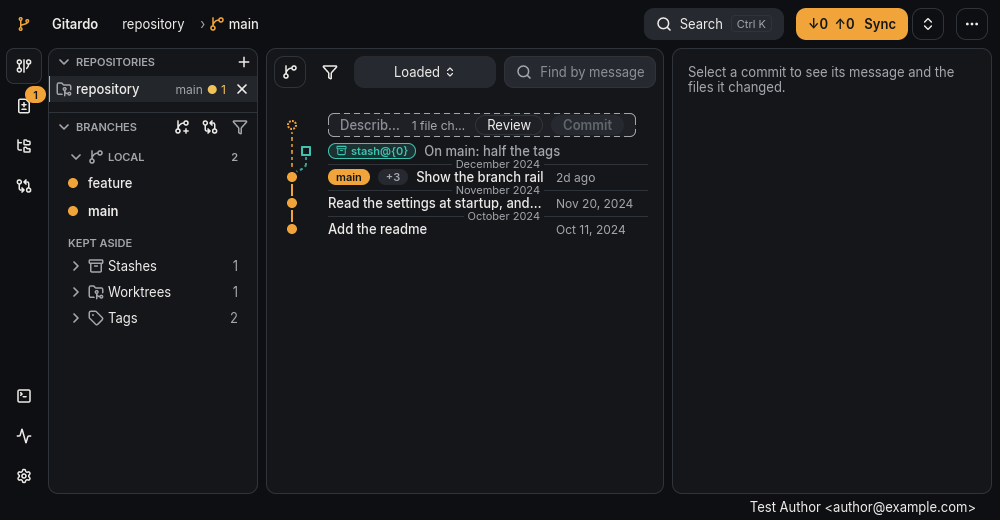 Gitardo repository main Search Ctrl K 0 0 Sync
REPOSITORIES
repository main 1
1
BRANCHES
LOCAL 2
feature
main
KEPT ASIDE
Stashes 1
Worktrees 1
Tags 2
Loaded Find by message
Describ... 1 file ch... Review Commit
stash@{0} On main: half the tags
December 2024
main +3 Show the branch rail 2d ago
November 2024
Read the settings at startup, and... Nov 20, 2024
October 2024
Add the readme Oct 11, 2024
Select a commit to see its message and the
files it changed.
Test Author <author@example.com>